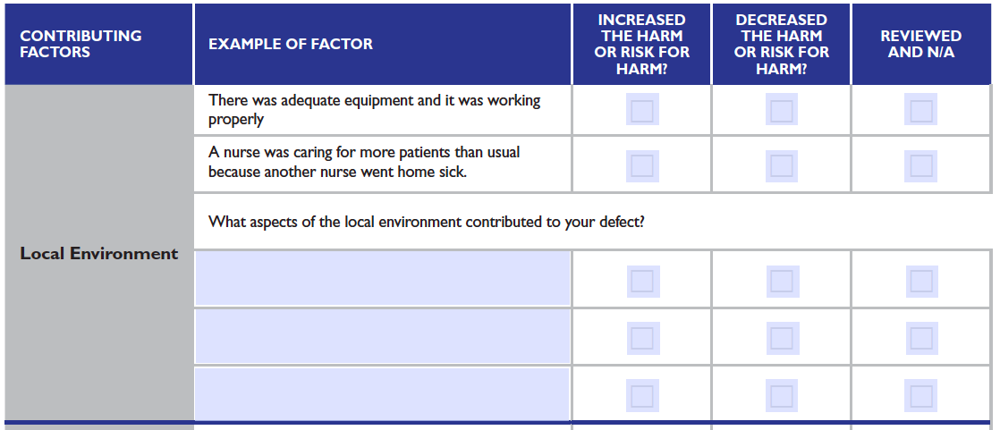 CONTRIBUTING
FACTORS
EXAMPLE OF FACTOR
INCREASED
THE HARM
OR RISK FOR
HARM?
DECREASED
THE HARM
OR RISK FOR
HARM?
REVIEWED
AND N/A
Local Environment
There was adequate equipment and it was working
properly
A nurse was caring for more patients than usual
because another nurse went home sick.
What aspects of the local environment contributed to your defect?